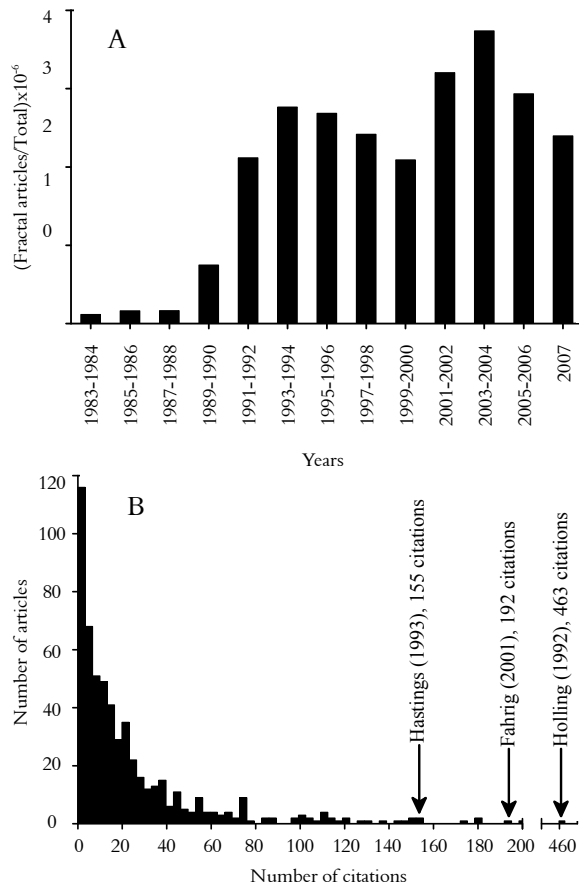 A
(Fractal articles/Total)x10⁻⁶
4
3
2
1
0
1983-1984
1985-1986
1987-1988
1989-1990
1991-1992
1993-1994
1995-1996
1997-1998
1999-2000
2001-2002
2003-2004
2005-2006
2007
Years
B
Number of articles
120
100
80
60
40
20
0
Hastings (1993), 155 citations
Fahrig (2001), 192 citations
Holling (1992), 463 citations
0 20 40 60 80 100 120 140 160 180 200 460
Number of citations